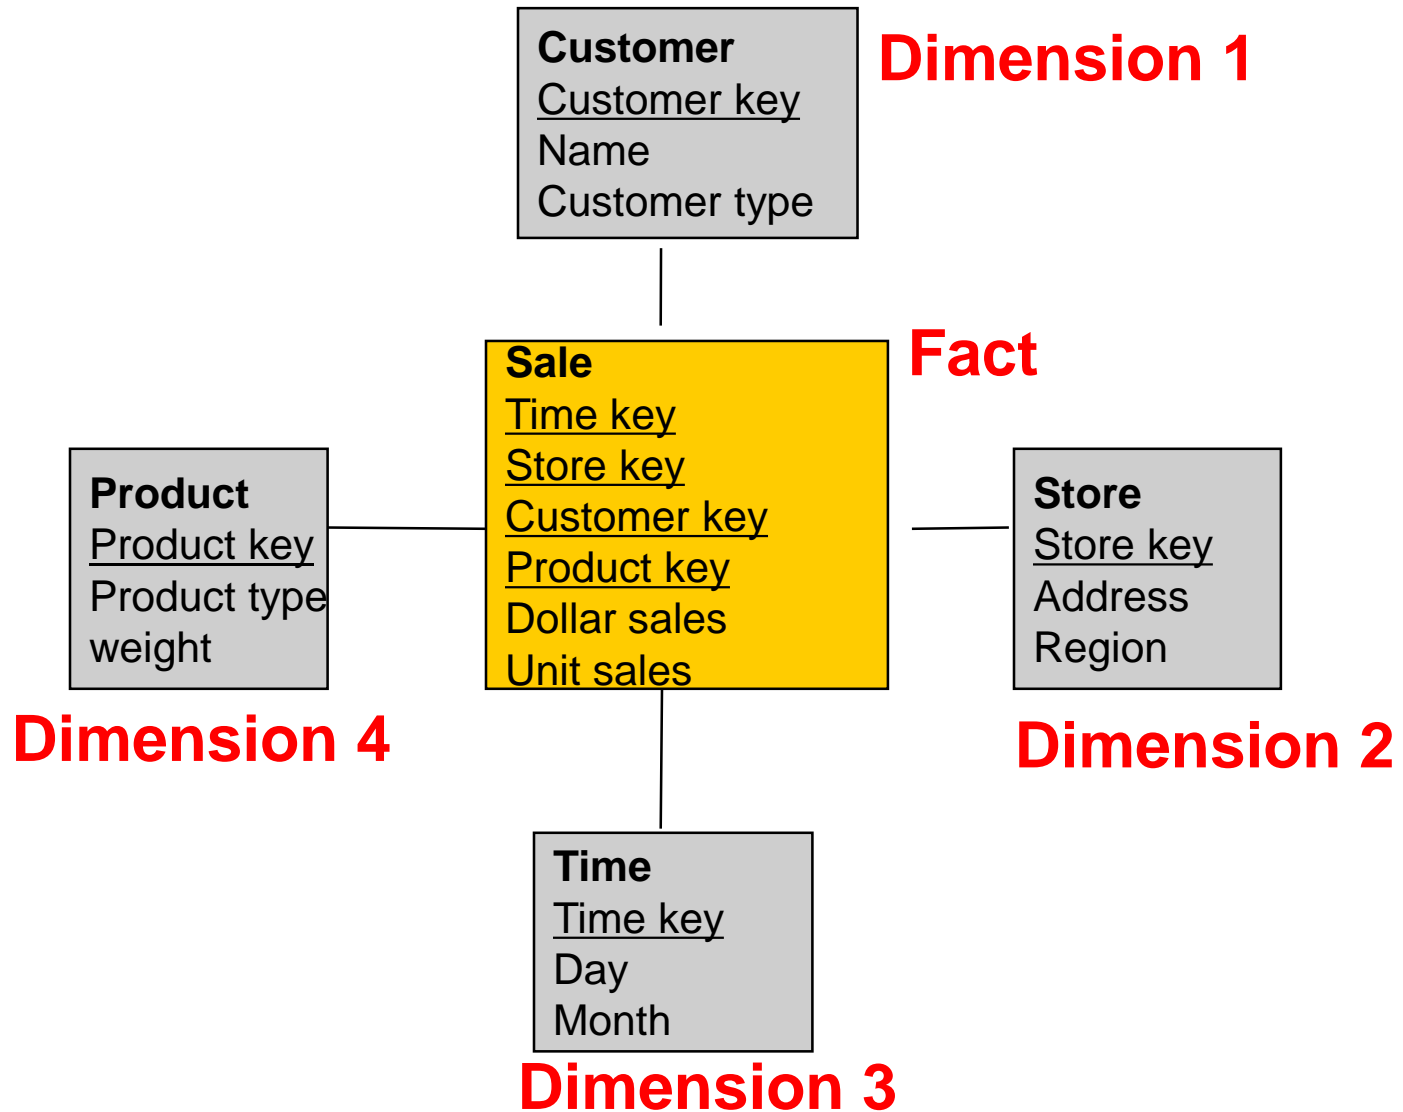 Customer
Customer key
Name
Customer type
Dimension 1
Sale
Time key
Store key
Customer key
Product key
Dollar sales
Unit sales
Fact
Product
Product key
Product type
weight
Dimension 4
Store
Store key
Address
Region
Dimension 2
Time
Time key
Day
Month
Dimension 3